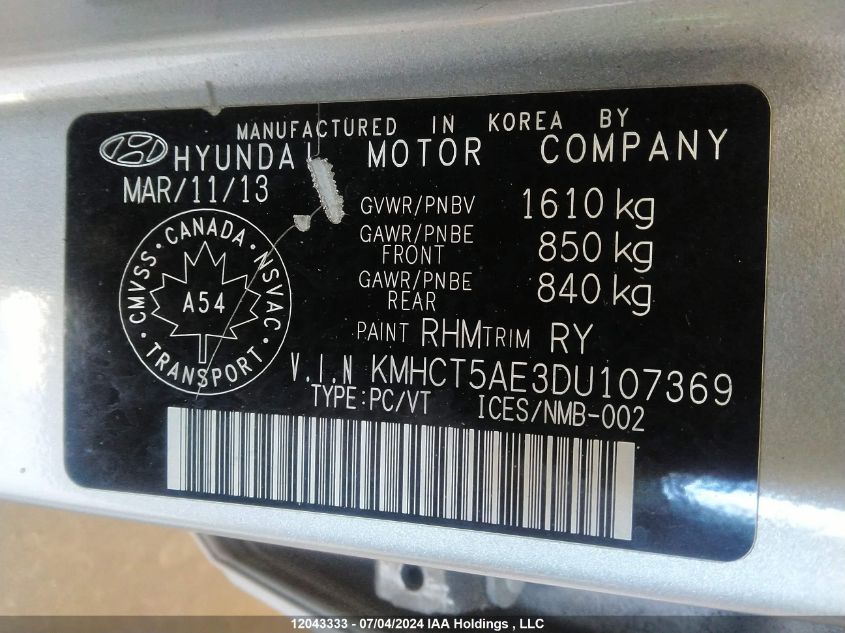 MANUFACTURED IN KOREA BY
HYUNDAI MOTOR COMPANY
MAR/11/13
GVWR/PNBV 1610 kg
GAWR/PNBE FRONT 850 kg
GAWR/PNBE REAR 840 kg
CMVSS • CANADA • NSVAC • TRANSPORT •
A54
PAINT RHM TRIM RY
V.I.N KMHCT5AE3DU107369
TYPE:PC/VT ICES/NMB-002
12043333 - 07/04/2024 IAA Holdings , LLC